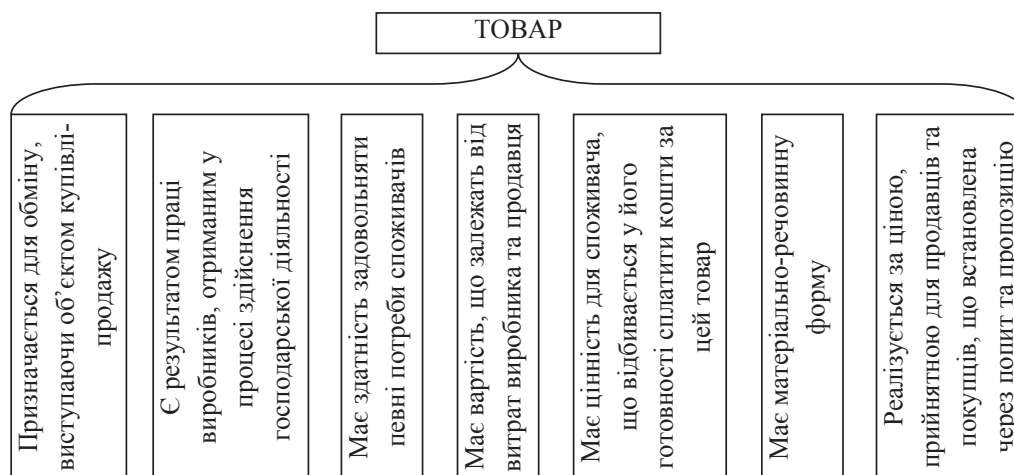 ТОВАР
Призначається для обміну,
виступаючи об’єктом купівлі-
продажу
Є результатом праці
виробників, отриманим у
процесі здійснення
господарської діяльності
Має здатність задовольняти
певні потреби споживачів
Має вартість, що залежать від
витрат виробника та продавця
Має цінність для споживача,
що відбивається у його
готовності сплатити кошти за
цей товар
Має матеріально-речовинну
форму
Реалізується за ціною,
прийнятною для продавців та
покупців, що встановлена
через попит та пропозицію